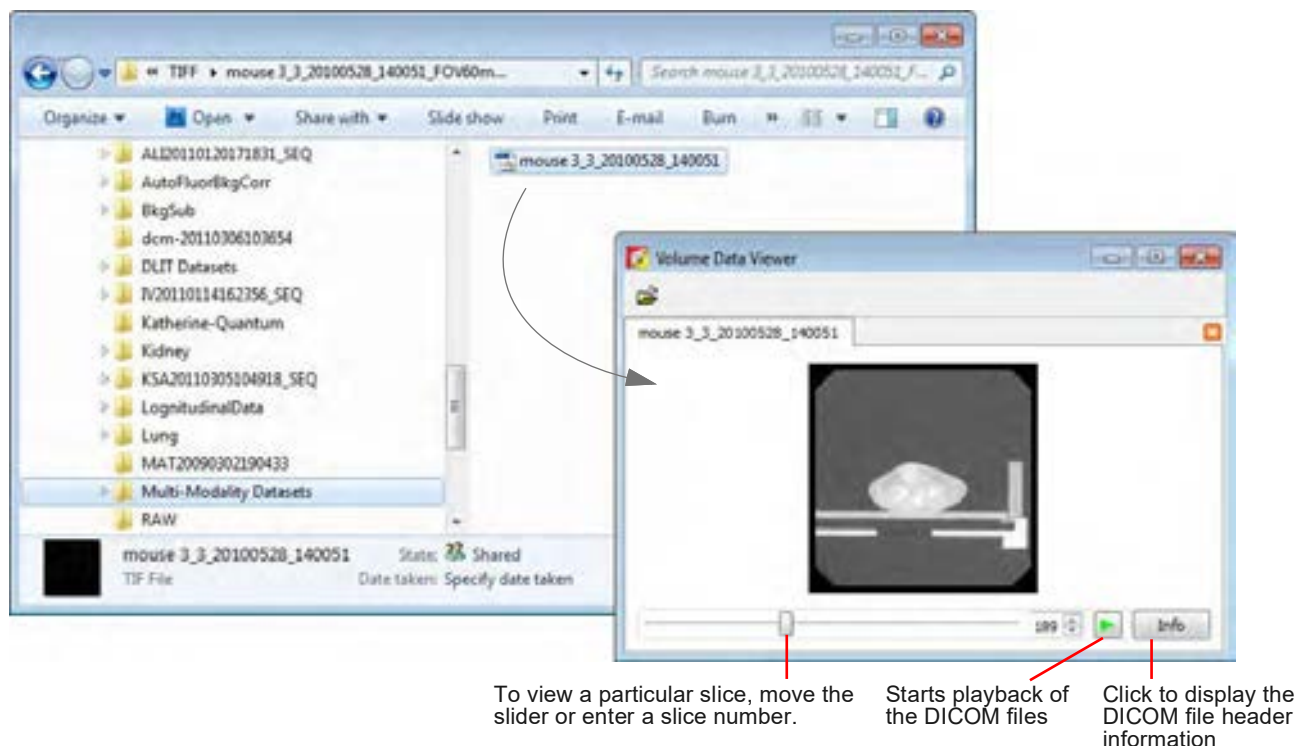 TIFF ▸ mouse 3_3_20100528_140051_FOV60m...
Search mouse 3_3_20100528_140051_F...
Organize Open Share with Slide show Print E-mail Burn »
ALI20110120171831_SEQ
mouse 3_3_20100528_140051
AutoFluorBkgCorr
BkgSub
dcm-20110306103654
DLIT Datasets
IV20110114162356_SEQ
Katherine-Quantum
Kidney
KSA20110305104918_SEQ
LognitudinalData
Lung
MAT20090302190433
Multi-Modality Datasets
RAW
mouse 3_3_20100528_140051 State: Shared
TIF File Date taken: Specify date taken
Volume Data Viewer
mouse 3_3_20100528_140051
189 Info
To view a particular slice, move the
slider or enter a slice number.
Starts playback of
the DICOM files
Click to display the
DICOM file header
information